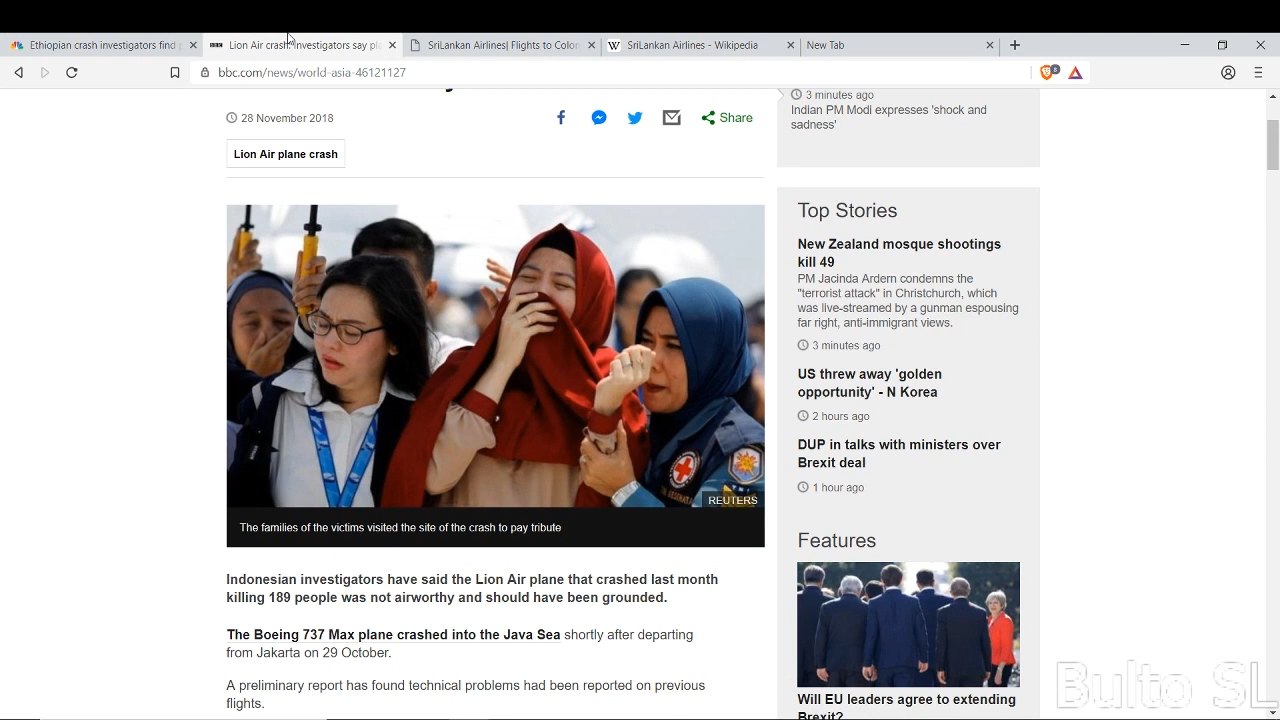 Ethiopian crash investigators find
Lion Air crash: Investigators say pla
SriLankan Airlines| Flights to Colon
SriLankan Airlines - Wikipedia
New Tab
bbc.com/news/world-asia-46121127
8
28 November 2018
Share
Lion Air plane crash
REUTERS
The families of the victims visited the site of the crash to pay tribute
Indonesian investigators have said the Lion Air plane that crashed last month
killing 189 people was not airworthy and should have been grounded.
The Boeing 737 Max plane crashed into the Java Sea shortly after departing
from Jakarta on 29 October.
A preliminary report has found technical problems had been reported on previous
flights.
3 minutes ago
Indian PM Modi expresses 'shock and
sadness'
Top Stories
New Zealand mosque shootings
kill 49
PM Jacinda Ardern condemns the
"terrorist attack" in Christchurch, which
was live-streamed by a gunman espousing
far right, anti-immigrant views.
3 minutes ago
US threw away 'golden
opportunity' - N Korea
2 hours ago
DUP in talks with ministers over
Brexit deal
1 hour ago
Features
Will EU leaders agree to extending
Brexit?
Bulto SL